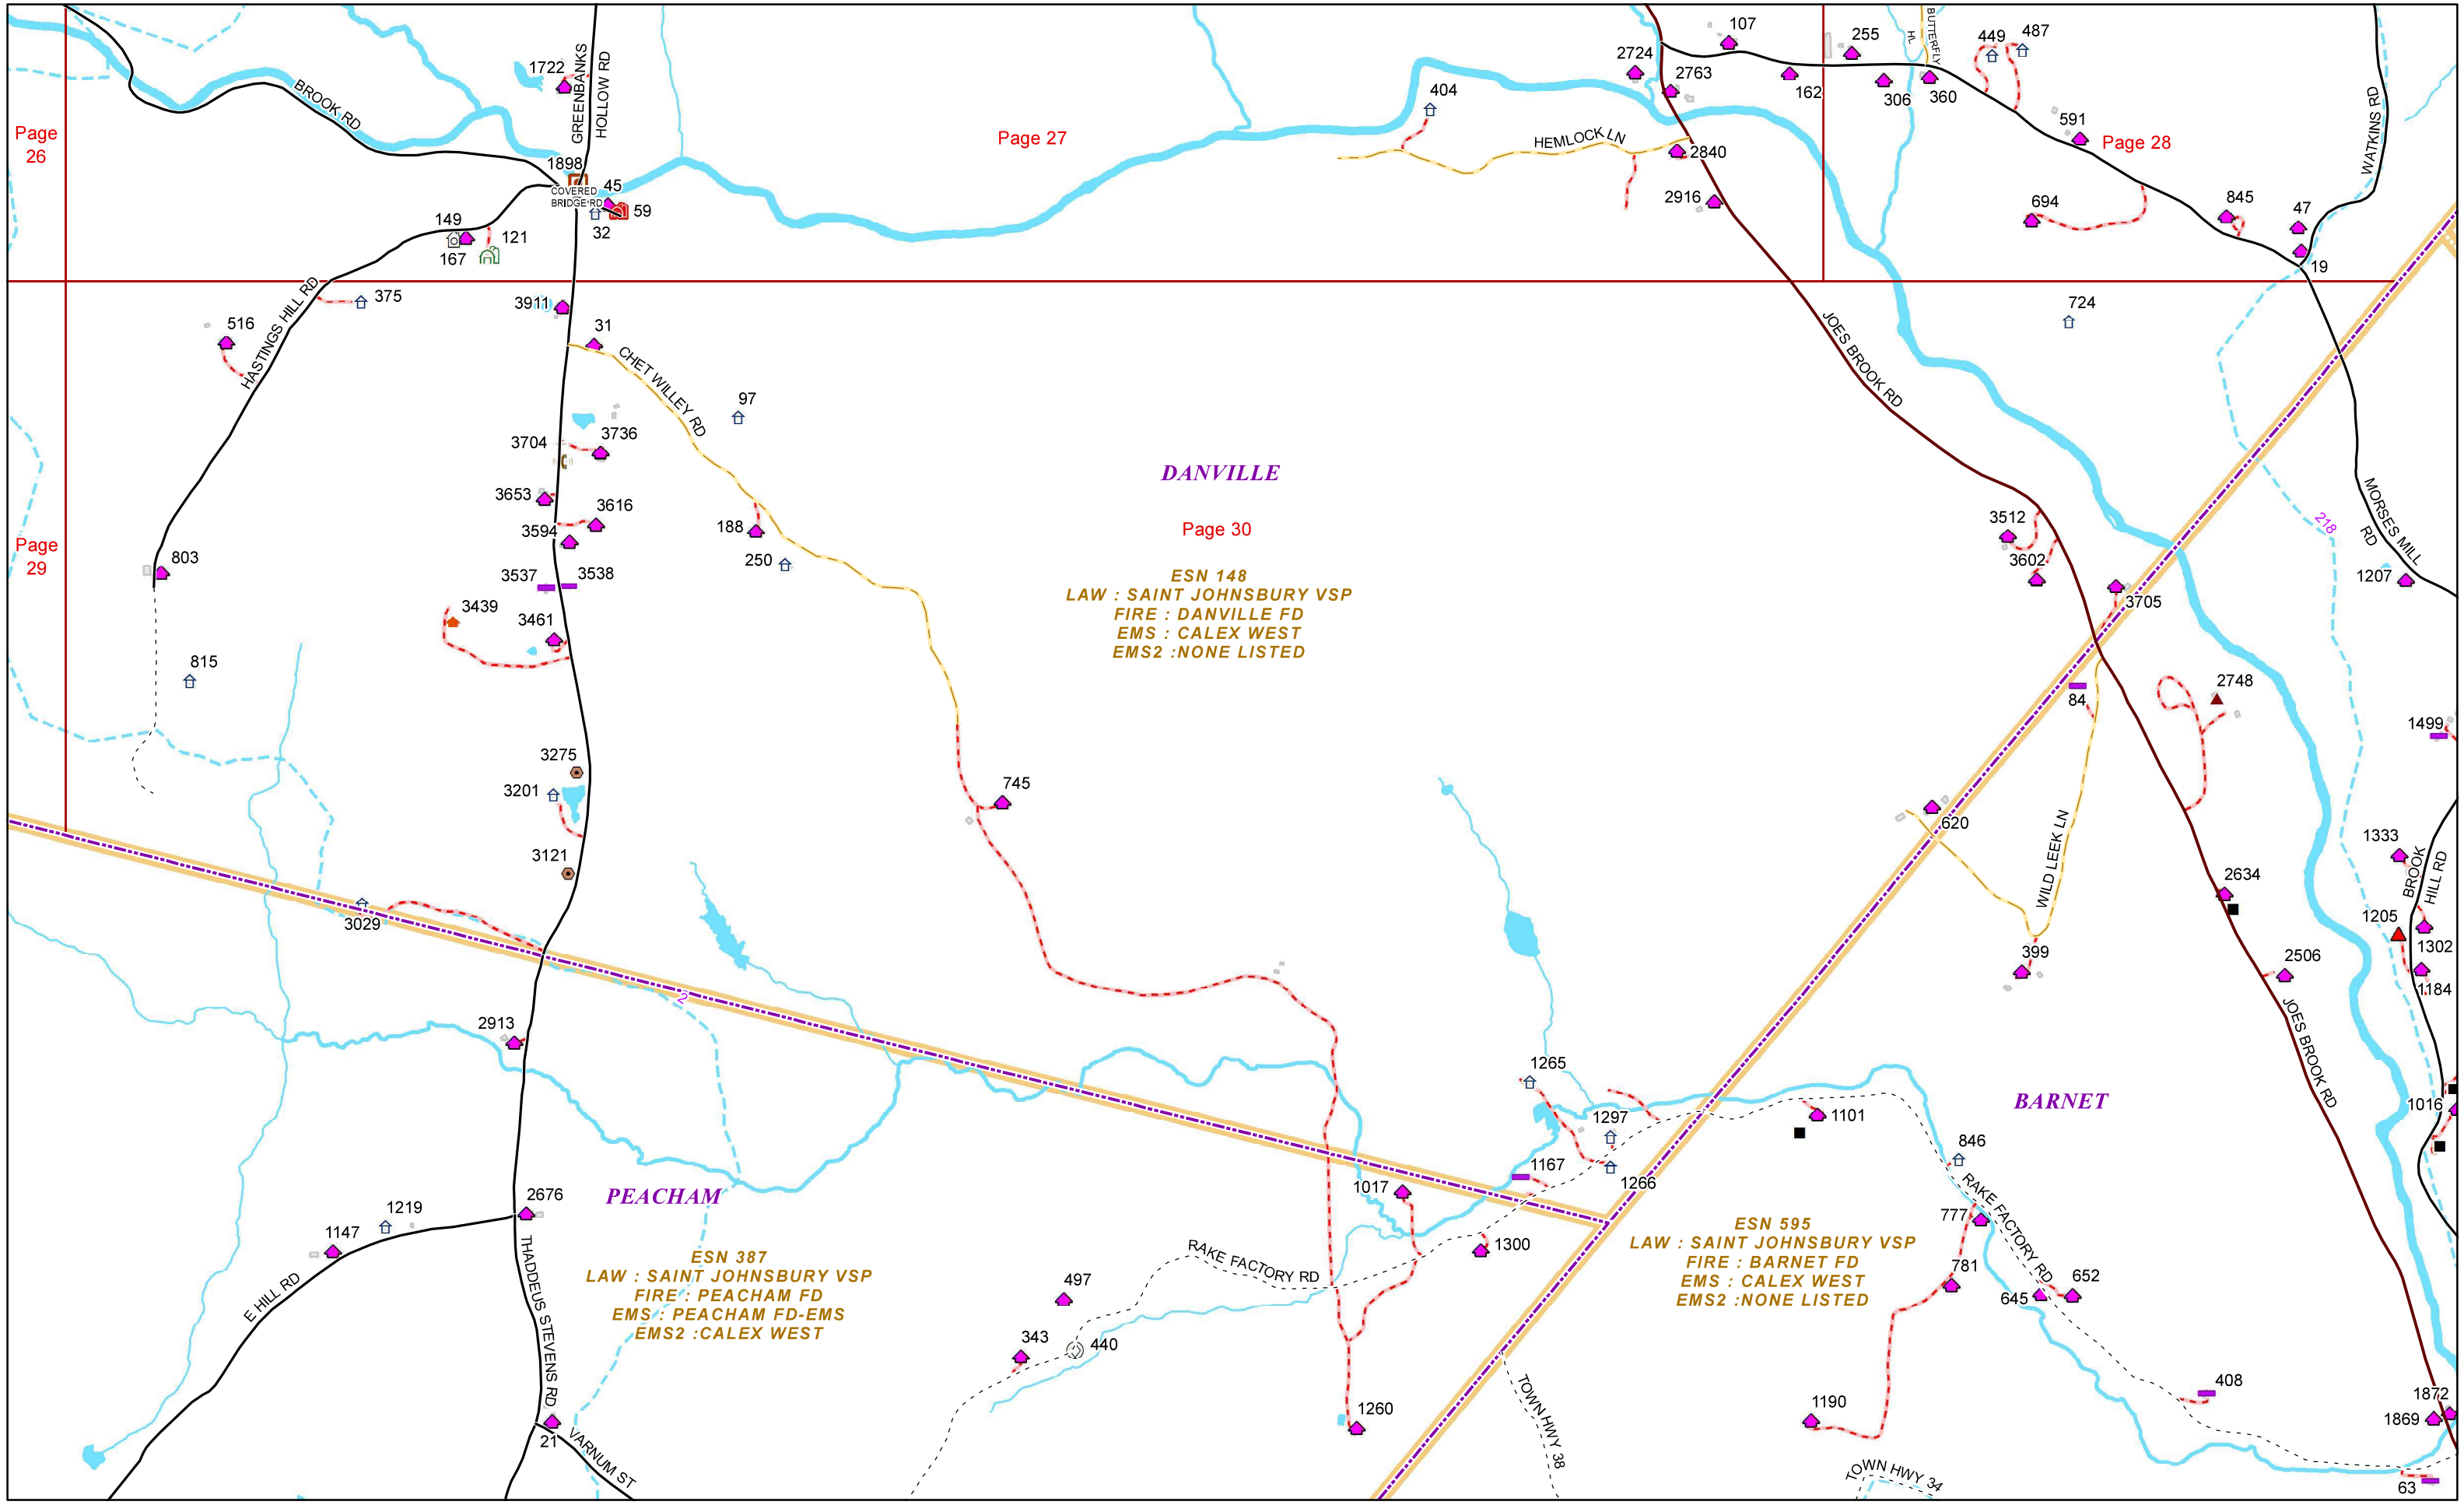 1722
GREENBANKS
HOLLOW RD
107
255
BUTTERFLY
HL
449
487
2724
2763
162
306
360
404
WATKINS RD
BROOK RD
Page
26
Page 27
HEMLOCK LN
591
Page 28
2840
1898
COVERED
BRIDGE RD
45
59
32
2916
694
845
47
19
149
121
167
375
HASTINGS HILL RD
516
3911
31
CHET WILLEY RD
724
JOES BROOK RD
97
3704
3736
DANVILLE
3653
3616
3594
188
250
Page 30
3512
3602
218
MORSES MILL
RD
1207
Page
29
803
3537
3538
ESN 148
LAW : SAINT JOHNSBURY VSP
FIRE : DANVILLE FD
EMS : CALEX WEST
EMS2 :NONE LISTED
3705
3439
3461
815
84
2748
1499
3275
3201
745
620
WILD LEEK LN
3121
1333
BROOK
HILL RD
2634
3029
1205
1302
399
2506
1184
2
JOES BROOK RD
2913
1265
1297
1101
BARNET
1016
846
1167
1266
1017
RAKE FACTORY RD
PEACHAM
2676
1219
1147
777
ESN 595
LAW : SAINT JOHNSBURY VSP
FIRE : BARNET FD
EMS : CALEX WEST
EMS2 :NONE LISTED
1300
RAKE FACTORY RD
ESN 387
LAW : SAINT JOHNSBURY VSP
FIRE : PEACHAM FD
EMS : PEACHAM FD-EMS
EMS2 :CALEX WEST
THADDEUS STEVENS RD
E HILL RD
497
781
645
652
343
440
408
1872
1869
1190
1260
TOWN HWY 38
21
VARNUM ST
TOWN HWY 34
63